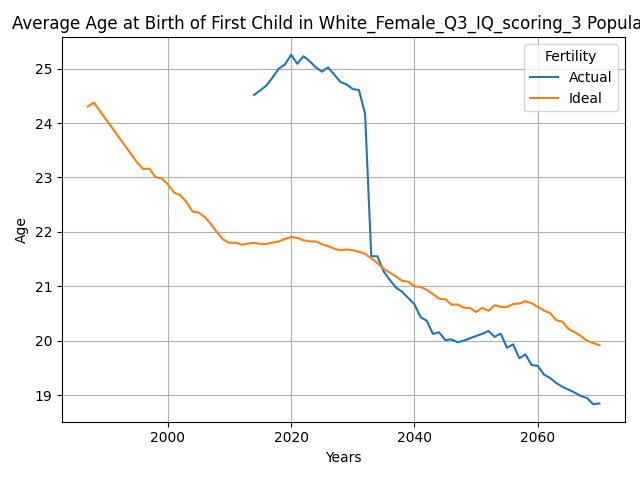 Average Age at Birth of First Child in White_Female_Q3_IQ_scoring_3 Popula
Fertility
Actual
Ideal
25
24
23
22
21
20
19
Age
2000 2020 2040 2060
Years